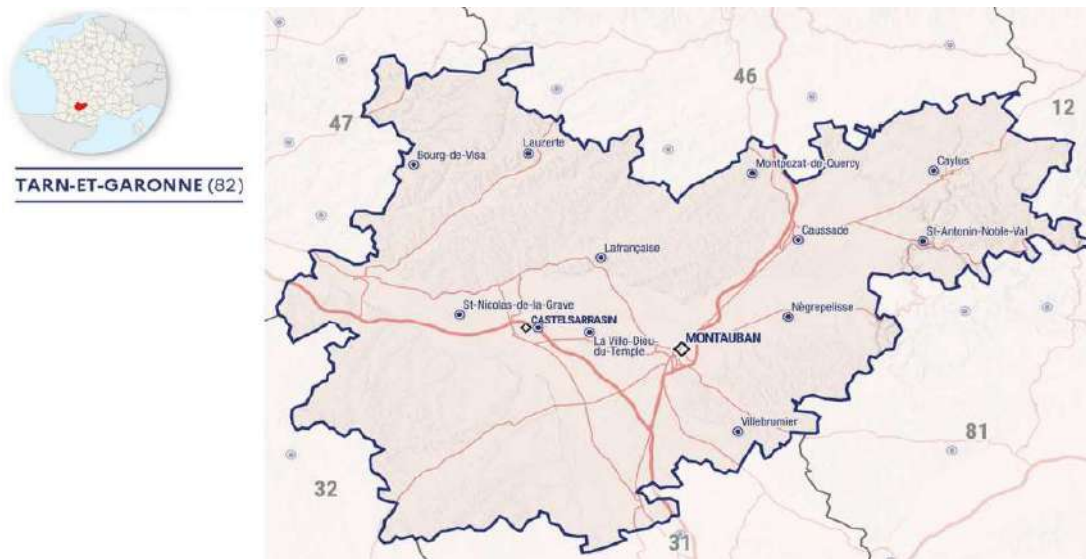 TARN-ET-GARONNE (82)
46
12
47
Lauzerte
Bourg-de-Visa
Montpezat-de-Quercy
Caylus
Caussade
St-Antonin-Noble-Val
Lafrançaise
St-Nicolas-de-la-Grave
CASTELSARRASIN
Nègrepelisse
La Ville-Dieu-
du-Temple
MONTAUBAN
Villebrumier
81
32
31